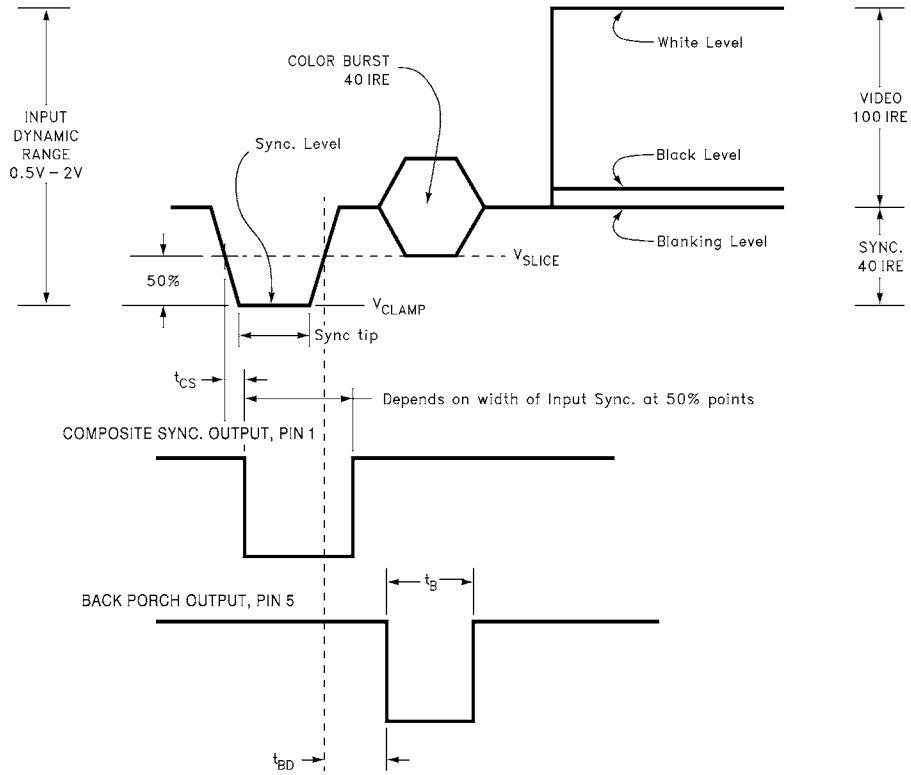 White Level
COLOR BURST
40 IRE
INPUT
DYNAMIC
RANGE
0.5V – 2V
VIDEO
100 IRE
Sync. Level
Black Level
Blanking Level
V_SLICE
SYNC.
40 IRE
50%
V_CLAMP
Sync tip
t_CS
Depends on width of Input Sync. at 50% points
COMPOSITE SYNC. OUTPUT, PIN 1
t_B
BACK PORCH OUTPUT, PIN 5
t_BD